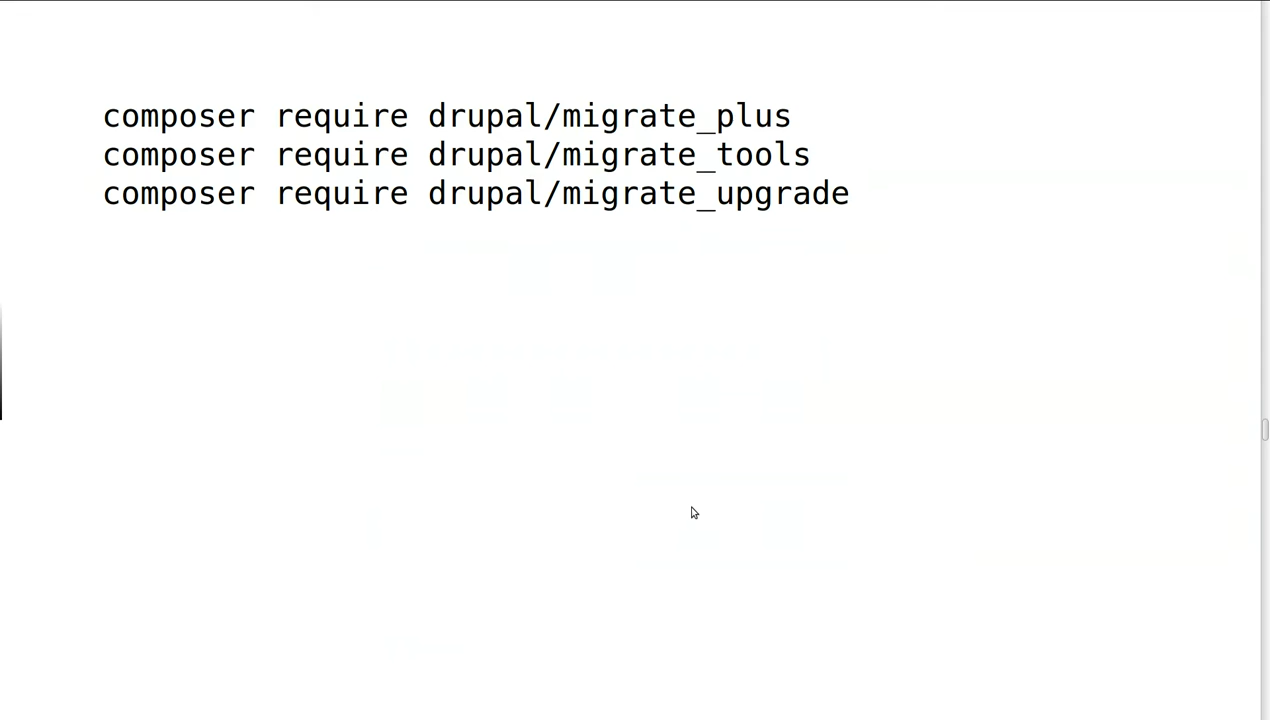 composer require drupal/migrate_plus
composer require drupal/migrate_tools
composer require drupal/migrate_upgrade